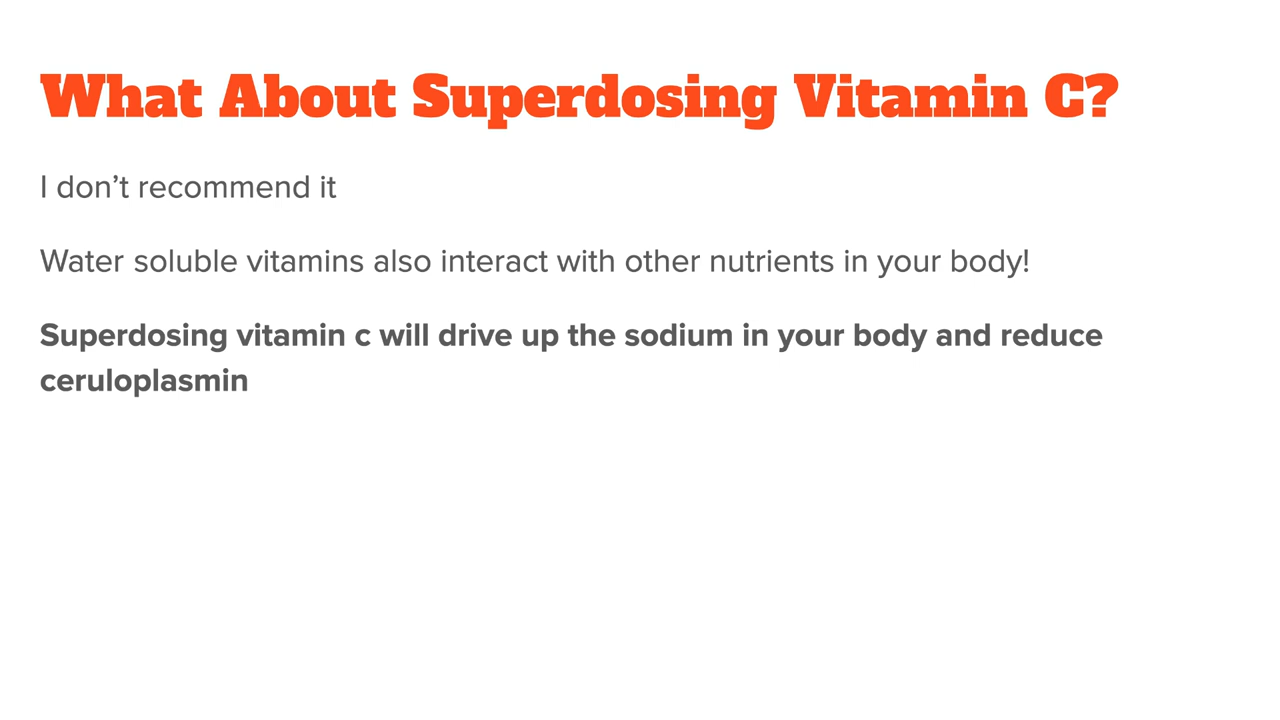 What About Superdosing Vitamin C?
I don’t recommend it
Water soluble vitamins also interact with other nutrients in your body!
Superdosing vitamin c will drive up the sodium in your body and reduce
ceruloplasmin